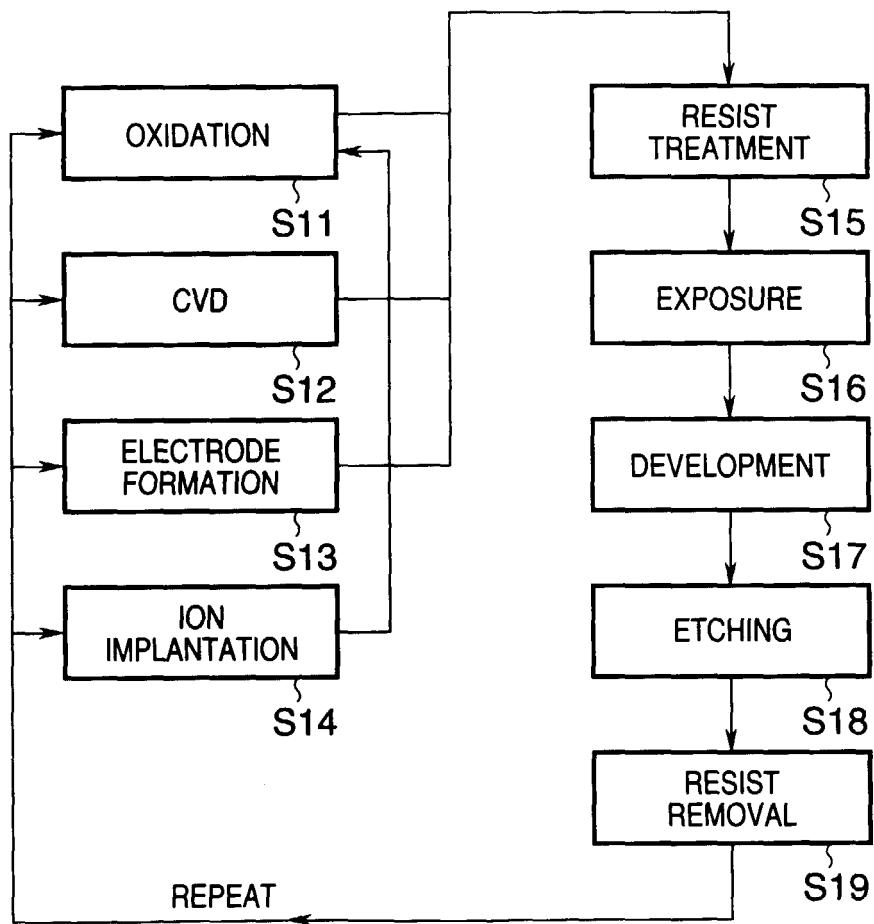 OXIDATION
S11
CVD
S12
ELECTRODE
FORMATION
S13
ION
IMPLANTATION
S14
RESIST
TREATMENT
S15
EXPOSURE
S16
DEVELOPMENT
S17
ETCHING
S18
RESIST
REMOVAL
S19
REPEAT